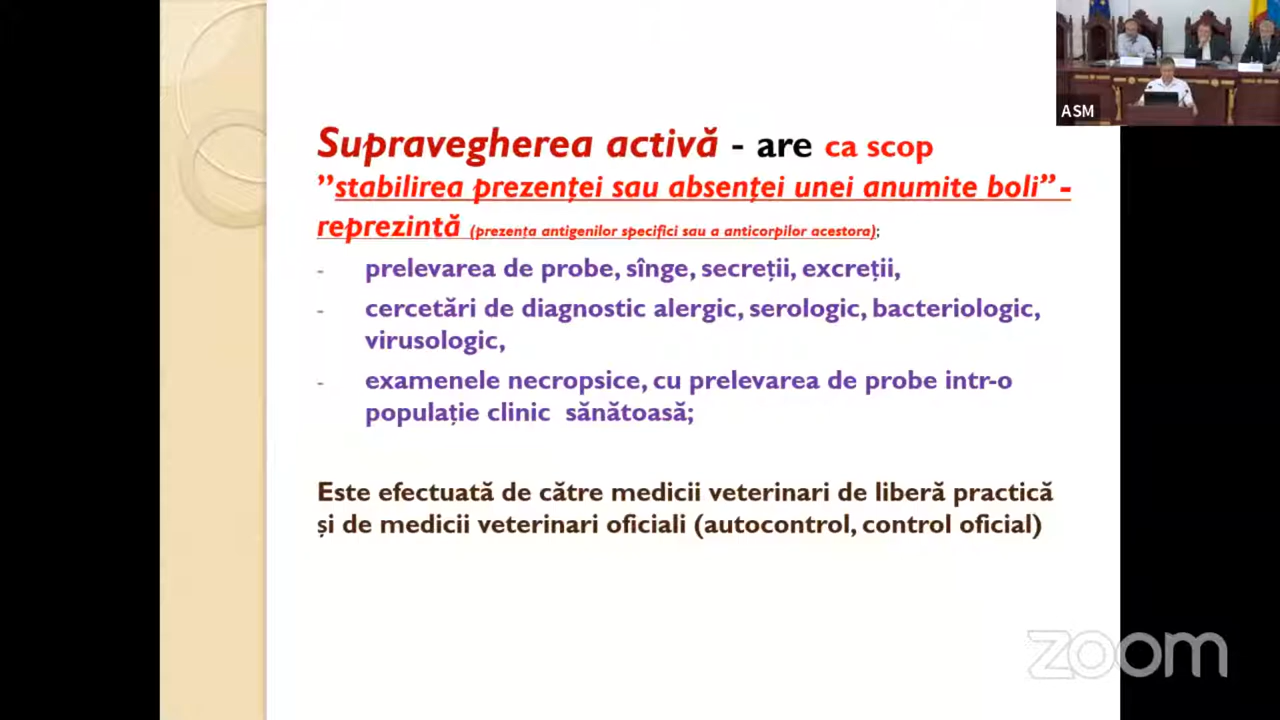 ASM
Supravegherea activă - are ca scop
”stabilirea prezenței sau absenței unei anumite boli” -
reprezintă (prezența antigenilor specifici sau a anticorpilor acestora);
- prelevarea de probe, sînge, secreții, excreții,
- cercetări de diagnostic alergic, serologic, bacteriologic,
virusologic,
- examenele necropsice, cu prelevarea de probe intr-o
populație clinic sănătoasă;
Este efectuată de către medicii veterinari de liberă practică
și de medicii veterinari oficiali (autocontrol, control oficial)
zoom